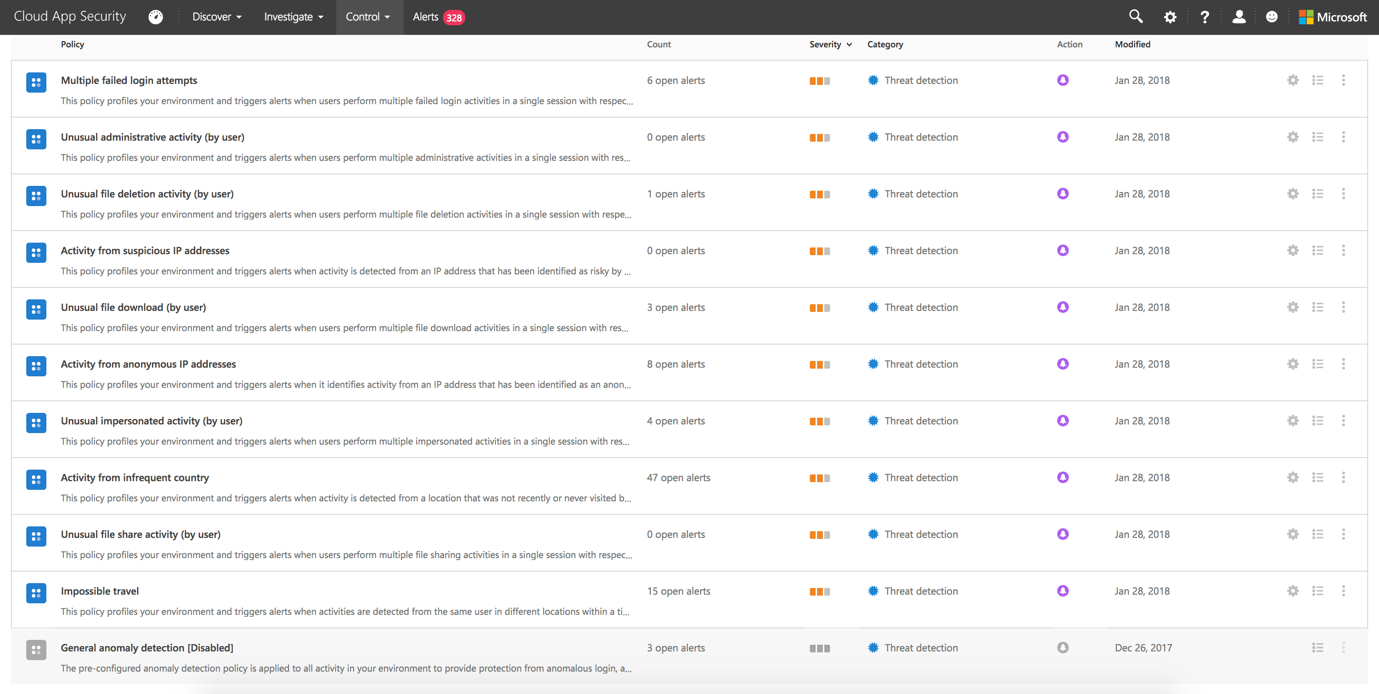 Cloud App Security Discover Investigate Control Alerts 328 ? Microsoft
Policy Count Severity Category Action Modified
Multiple failed login attempts 6 open alerts Threat detection Jan 28, 2018
This policy profiles your environment and triggers alerts when users perform multiple failed login activities in a single session with respec...
Unusual administrative activity (by user) 0 open alerts Threat detection Jan 28, 2018
This policy profiles your environment and triggers alerts when users perform multiple administrative activities in a single session with res...
Unusual file deletion activity (by user) 1 open alerts Threat detection Jan 28, 2018
This policy profiles your environment and triggers alerts when users perform multiple file deletion activities in a single session with respe...
Activity from suspicious IP addresses 0 open alerts Threat detection Jan 28, 2018
This policy profiles your environment and triggers alerts when activity is detected from an IP address that has been identified as risky by ...
Unusual file download (by user) 3 open alerts Threat detection Jan 28, 2018
This policy profiles your environment and triggers alerts when users perform multiple file download activities in a single session with res...
Activity from anonymous IP addresses 8 open alerts Threat detection Jan 28, 2018
This policy profiles your environment and triggers alerts when it identifies activity from an IP address that has been identified as an anon...
Unusual impersonated activity (by user) 4 open alerts Threat detection Jan 28, 2018
This policy profiles your environment and triggers alerts when users perform multiple impersonated activities in a single session with res...
Activity from infrequent country 47 open alerts Threat detection Jan 28, 2018
This policy profiles your environment and triggers alerts when activity is detected from a location that was not recently or never visited b...
Unusual file share activity (by user) 0 open alerts Threat detection Jan 28, 2018
This policy profiles your environment and triggers alerts when users perform multiple file sharing activities in a single session with respec...
Impossible travel 15 open alerts Threat detection Jan 28, 2018
This policy profiles your environment and triggers alerts when activities are detected from the same user in different locations within a ti...
General anomaly detection [Disabled] 3 open alerts Threat detection Dec 26, 2017
The pre-configured anomaly detection policy is applied to all activity in your environment to provide protection from anomalous login, a...